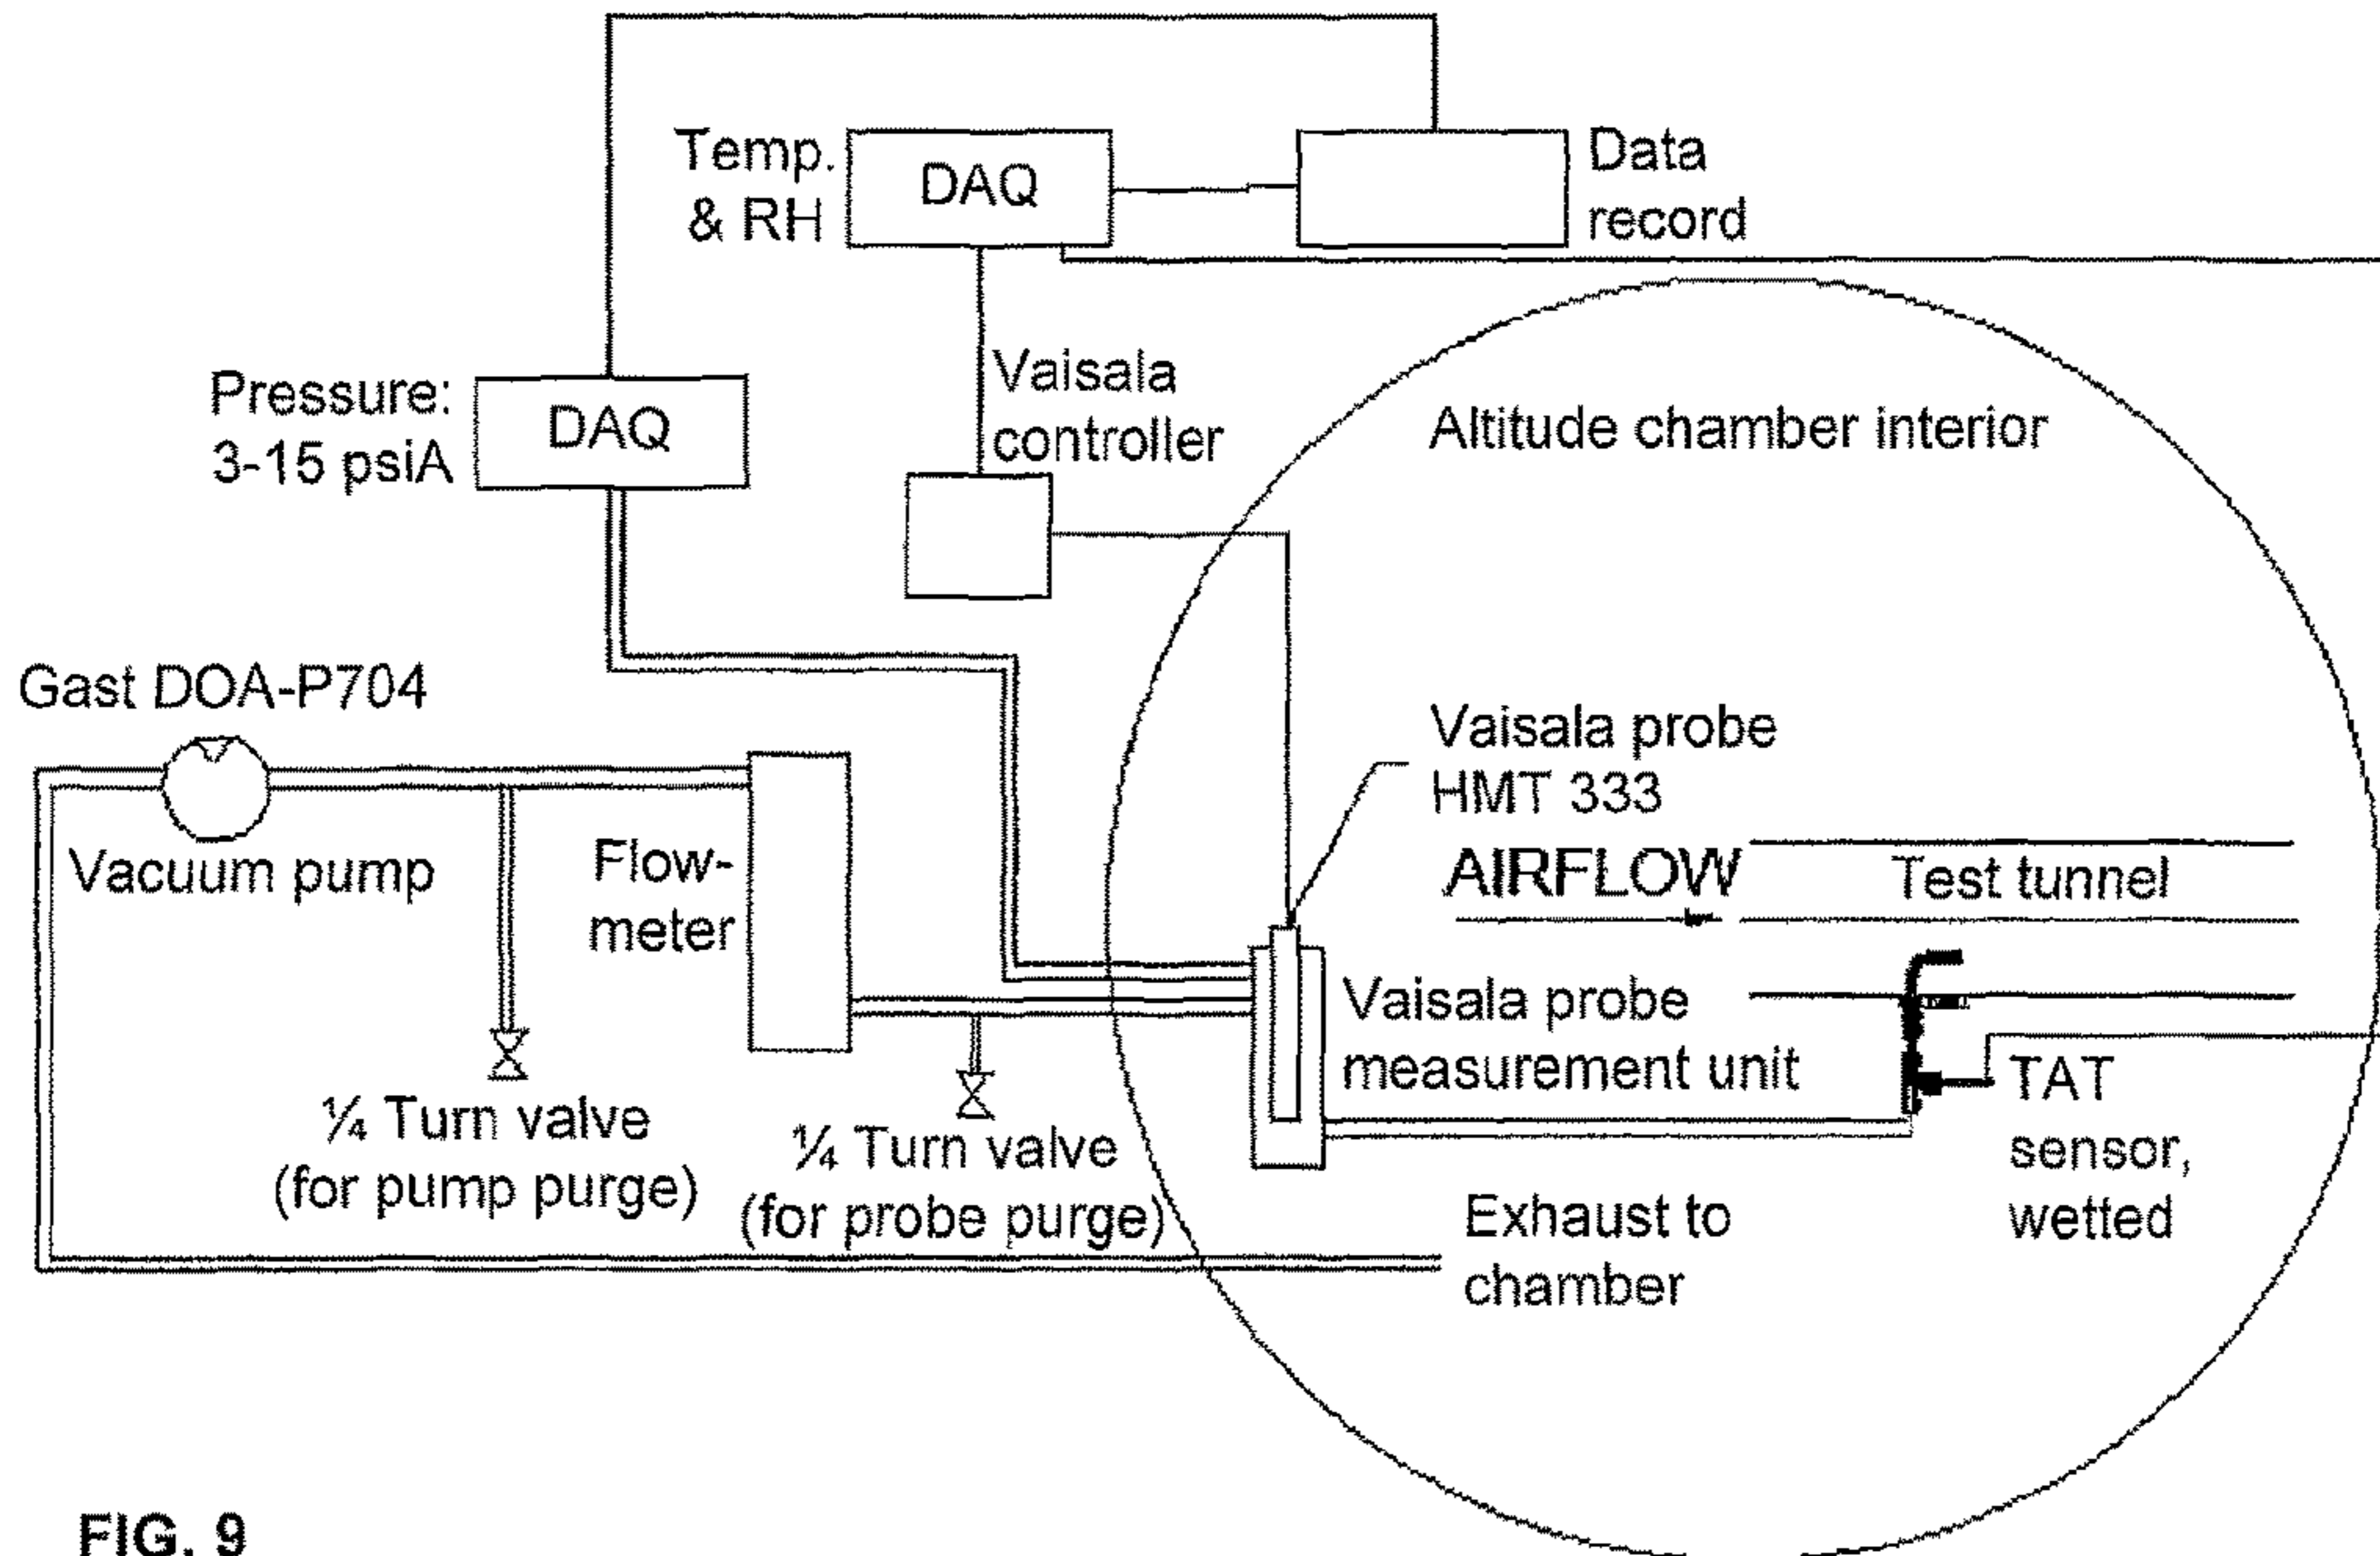 Temp.
& RH
DAQ
Data
record
Pressure:
3-15 psiA
DAQ
Vaisala
controller
Altitude chamber interior
Gast DOA-P704
Vacuum pump
Flow-
meter
Vaisala probe
HMT 333
AIRFLOW
Test tunnel
Vaisala probe
measurement unit
TAT
sensor,
wetted
¼ Turn valve
(for pump purge)
¼ Turn valve
(for probe purge)
Exhaust to
chamber
FIG. 9